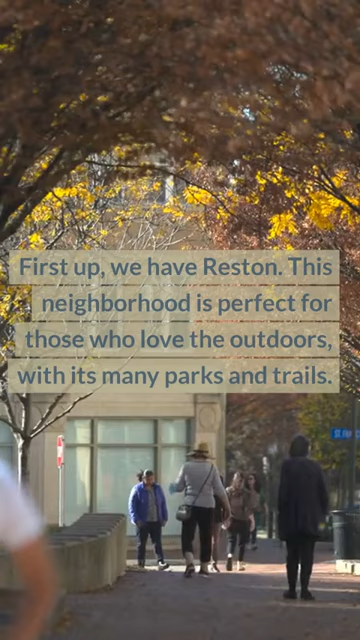 First up, we have Reston. This
neighborhood is perfect for
those who love the outdoors,
with its many parks and trails.